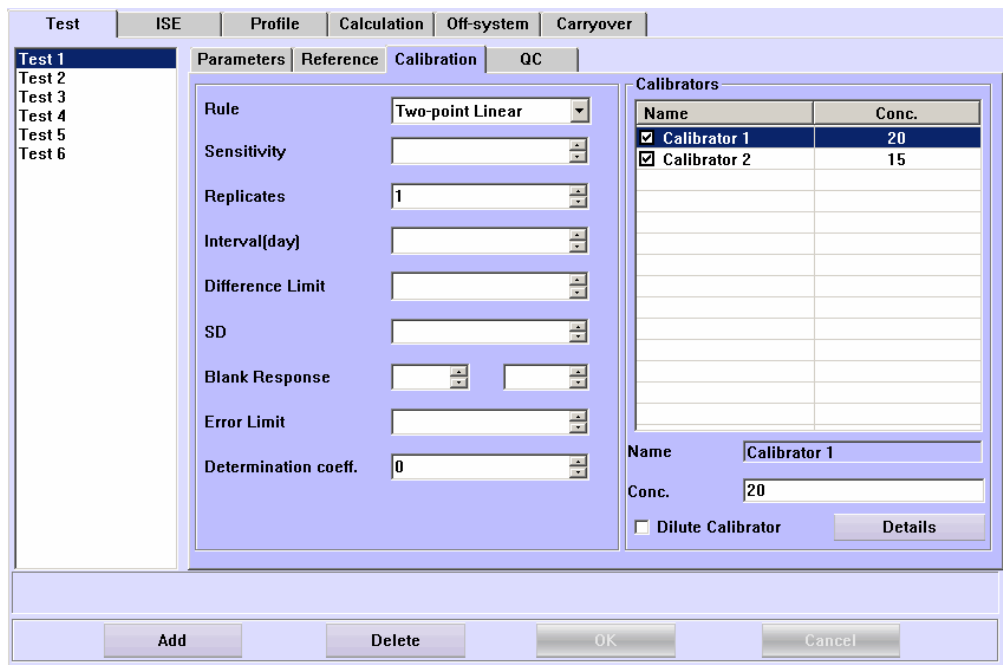 Test ISE Profile Calculation Off-system Carryover
Test 1
Test 2
Test 3
Test 4
Test 5
Test 6
Parameters Reference Calibration QC
Rule Two-point Linear
Sensitivity
Replicates 1
Interval(day)
Difference Limit
SD
Blank Response
Error Limit
Determination coeff. 0
Calibrators
Name Conc.
Calibrator 1 20
Calibrator 2 15
Name Calibrator 1
Conc. 20
Dilute Calibrator Details
Add Delete OK Cancel